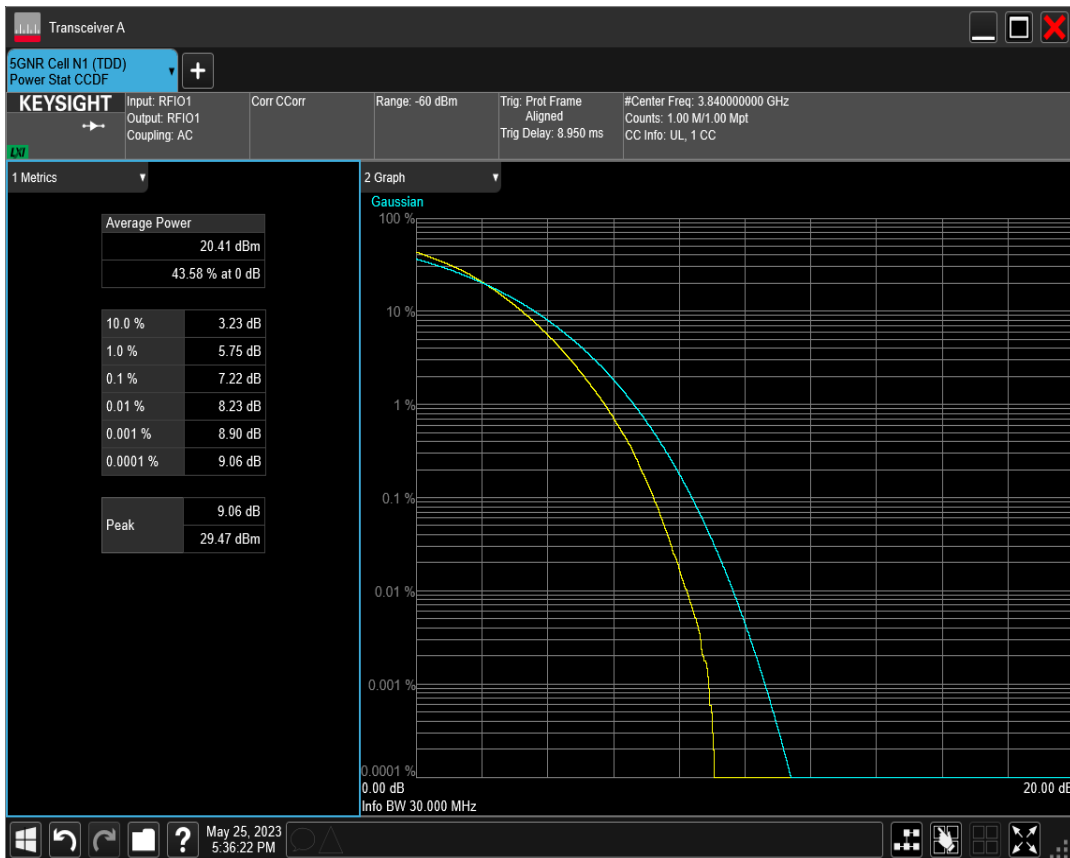 Transceiver A
5GNR Cell N1 (TDD)
Power Stat CCDF
KEYSIGHT
LXI
Input: RFIO1
Output: RFIO1
Coupling: AC
Corr CCorr
Range: -60 dBm
Trig: Prot Frame
Aligned
Trig Delay: 8.950 ms
#Center Freq: 3.840000000 GHz
Counts: 1.00 M/1.00 Mpt
CC Info: UL, 1 CC
1 Metrics
Average Power
20.41 dBm
43.58 % at 0 dB
10.0 % 3.23 dB
1.0 % 5.75 dB
0.1 % 7.22 dB
0.01 % 8.23 dB
0.001 % 8.90 dB
0.0001 % 9.06 dB
Peak
9.06 dB
29.47 dBm
2 Graph
Gaussian
100 %
10 %
1 %
0.1 %
0.01 %
0.001 %
0.0001 %
0.00 dB 20.00 dB
Info BW 30.000 MHz
?
May 25, 2023
5:36:22 PM